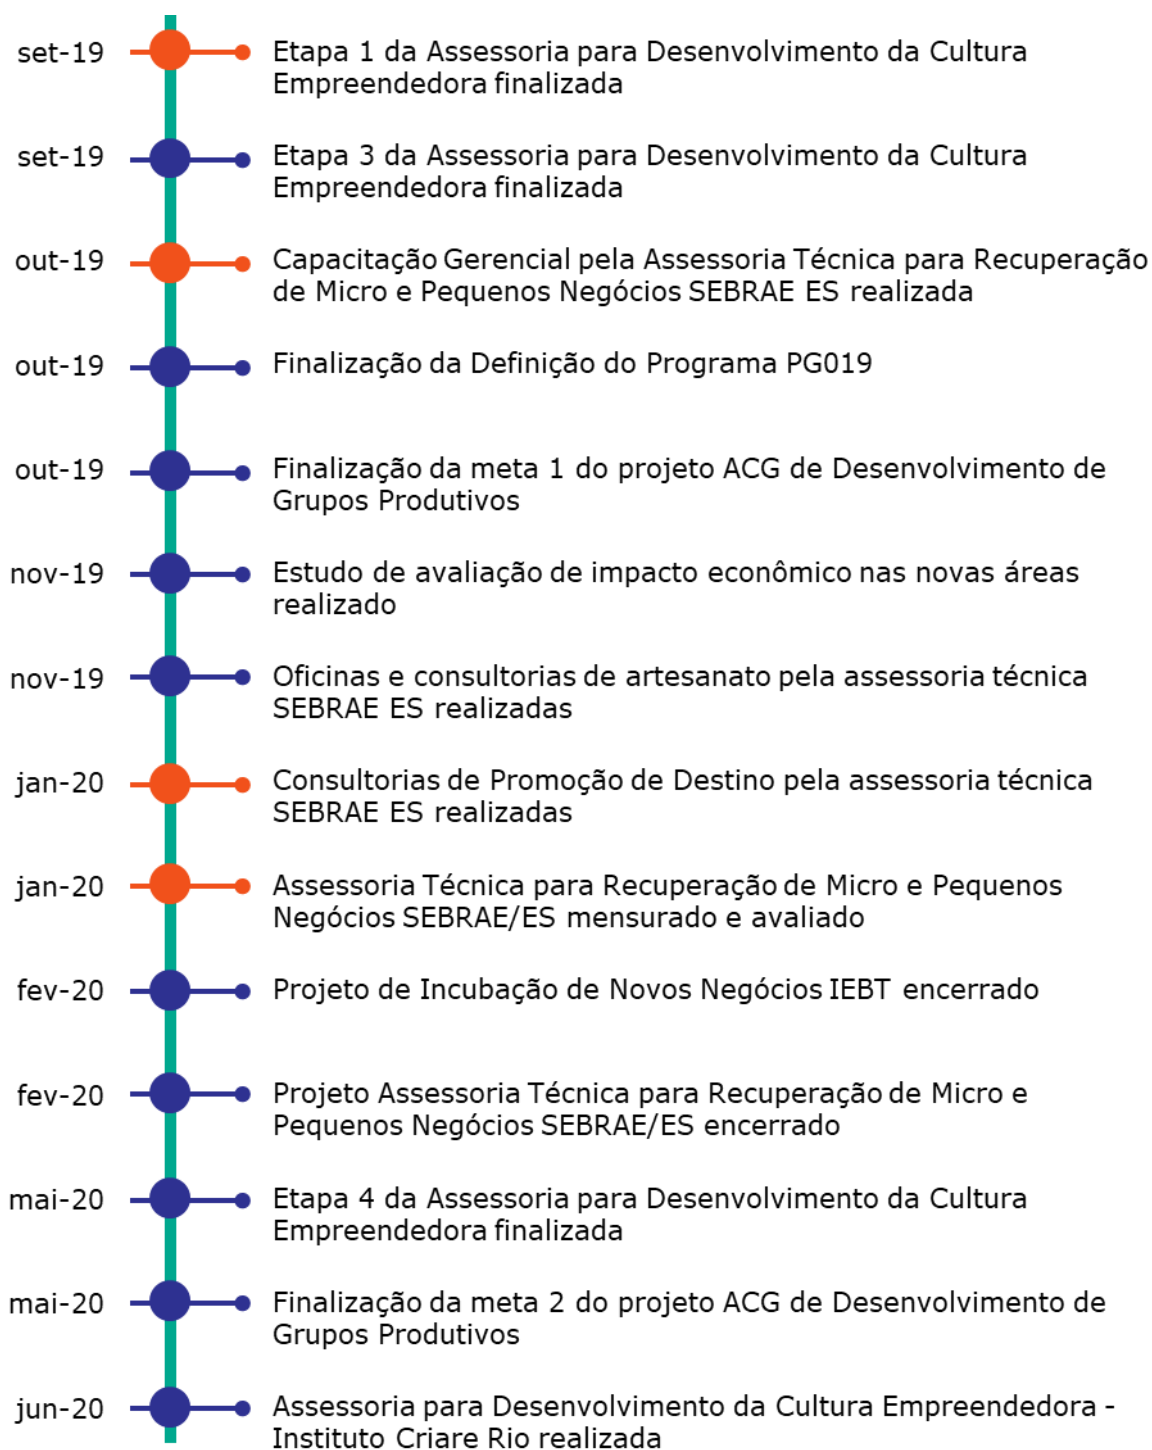 set-19
Etapa 1 da Assessoria para Desenvolvimento da Cultura
Empreendedora finalizada
set-19
Etapa 3 da Assessoria para Desenvolvimento da Cultura
Empreendedora finalizada
out-19
Capacitação Gerencial pela Assessoria Técnica para Recuperação
de Micro e Pequenos Negócios SEBRAE ES realizada
out-19
Finalização da Definição do Programa PG019
out-19
Finalização da meta 1 do projeto ACG de Desenvolvimento de
Grupos Produtivos
nov-19
Estudo de avaliação de impacto econômico nas novas áreas
realizado
nov-19
Oficinas e consultorias de artesanato pela assessoria técnica
SEBRAE ES realizadas
jan-20
Consultorias de Promoção de Destino pela assessoria técnica
SEBRAE ES realizadas
jan-20
Assessoria Técnica para Recuperação de Micro e Pequenos
Negócios SEBRAE/ES mensurado e avaliado
fev-20
Projeto de Incubação de Novos Negócios IEBT encerrado
fev-20
Projeto Assessoria Técnica para Recuperação de Micro e
Pequenos Negócios SEBRAE/ES encerrado
mai-20
Etapa 4 da Assessoria para Desenvolvimento da Cultura
Empreendedora finalizada
mai-20
Finalização da meta 2 do projeto ACG de Desenvolvimento de
Grupos Produtivos
jun-20
Assessoria para Desenvolvimento da Cultura Empreendedora -
Instituto Criare Rio realizada